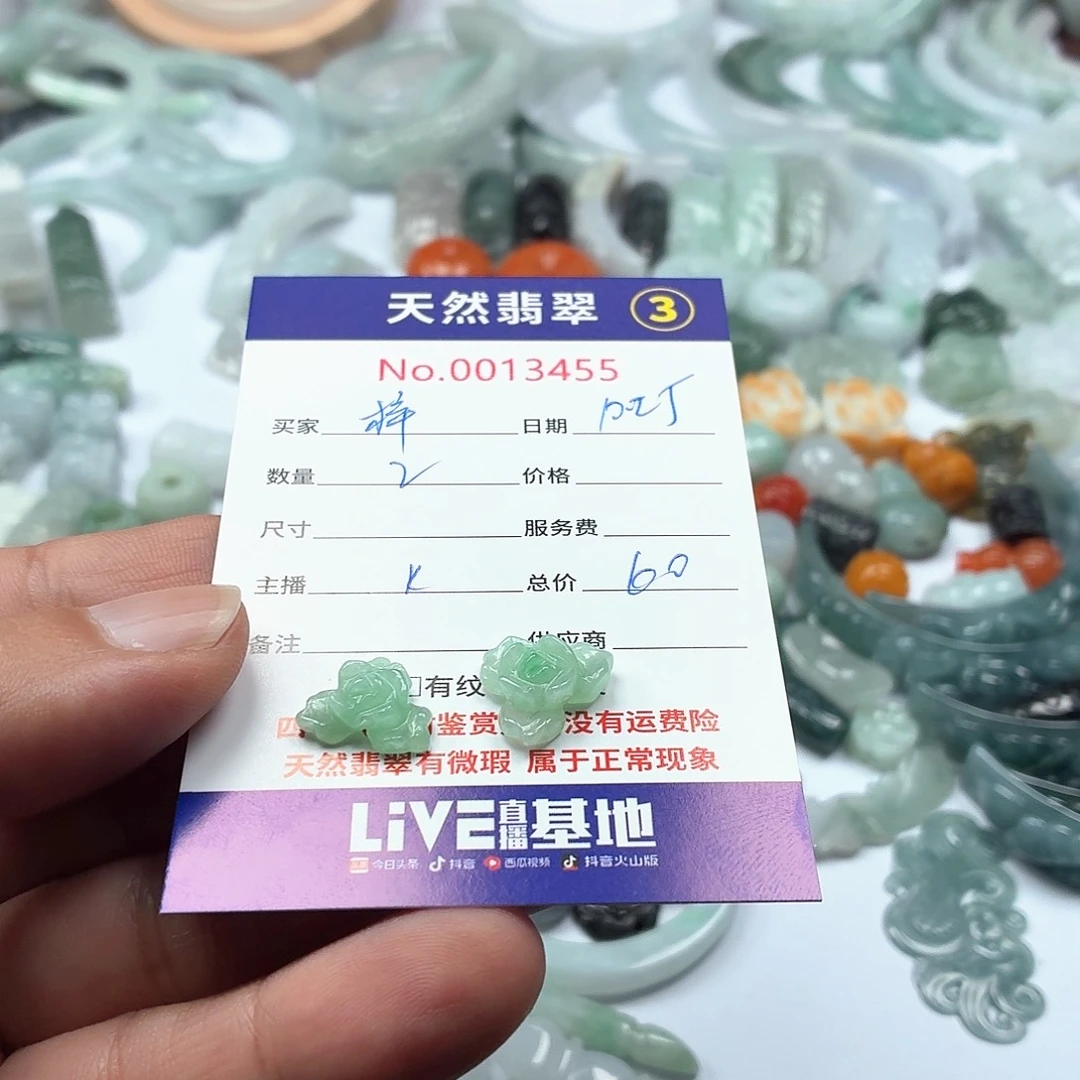 天然翡翠 3
No.0013455
买家 梓 日期
数量 2 价格
尺寸 服务费
主播 K 总价 60
备注 供应商
□有纹
四 鉴赏 没有运费险
天然翡翠有微瑕 属于正常现象
LiVE直播基地
今日头条 抖音 西瓜视频 抖音火山版